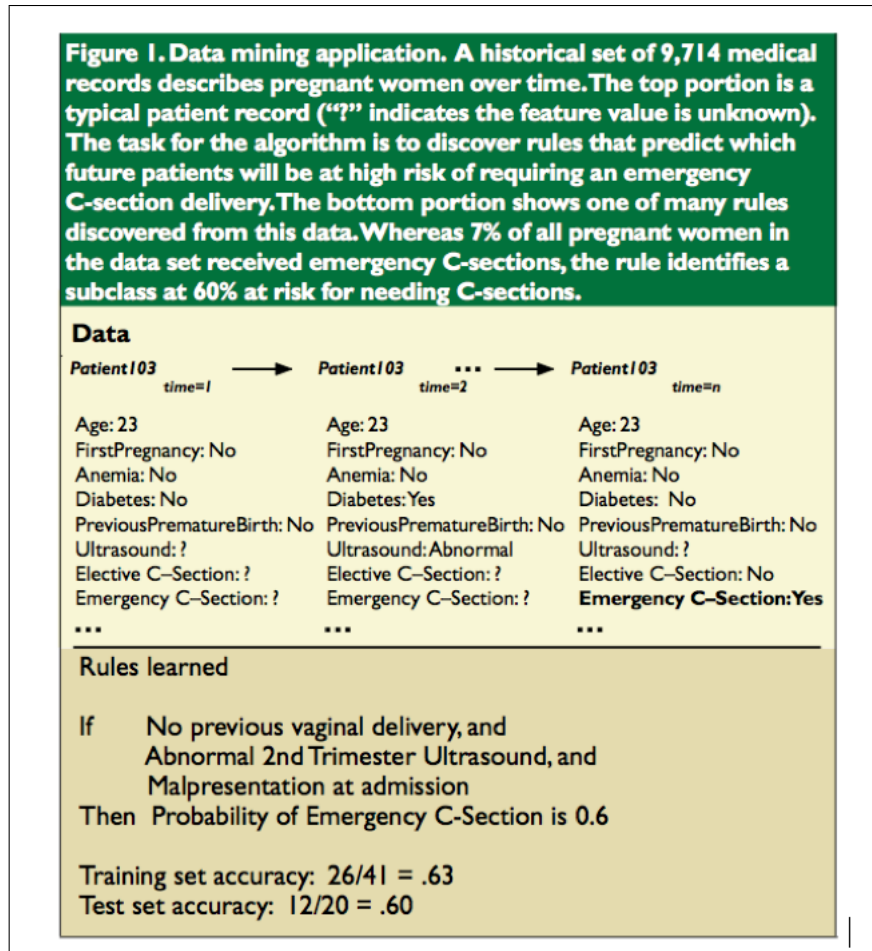 Figure 1. Data mining application. A historical set of 9,714 medical
records describes pregnant women over time. The top portion is a
typical patient record (“?” indicates the feature value is unknown).
The task for the algorithm is to discover rules that predict which
future patients will be at high risk of requiring an emergency
C-section delivery. The bottom portion shows one of many rules
discovered from this data. Whereas 7% of all pregnant women in
the data set received emergency C-sections, the rule identifies a
subclass at 60% at risk for needing C-sections.
Data
Patient103 Patient103 ... Patient103
time=1 time=2 time=n
Age: 23 Age: 23 Age: 23
FirstPregnancy: No FirstPregnancy: No FirstPregnancy: No
Anemia: No Anemia: No Anemia: No
Diabetes: No Diabetes: Yes Diabetes: No
PreviousPrematureBirth: No PreviousPrematureBirth: No PreviousPrematureBirth: No
Ultrasound: ? Ultrasound: Abnormal Ultrasound: ?
Elective C–Section: ? Elective C–Section: ? Elective C–Section: No
Emergency C–Section: ? Emergency C–Section: ? Emergency C–Section: Yes
... ... ...
Rules learned
If No previous vaginal delivery, and
Abnormal 2nd Trimester Ultrasound, and
Malpresentation at admission
Then Probability of Emergency C-Section is 0.6
Training set accuracy: 26/41 = .63
Test set accuracy: 12/20 = .60